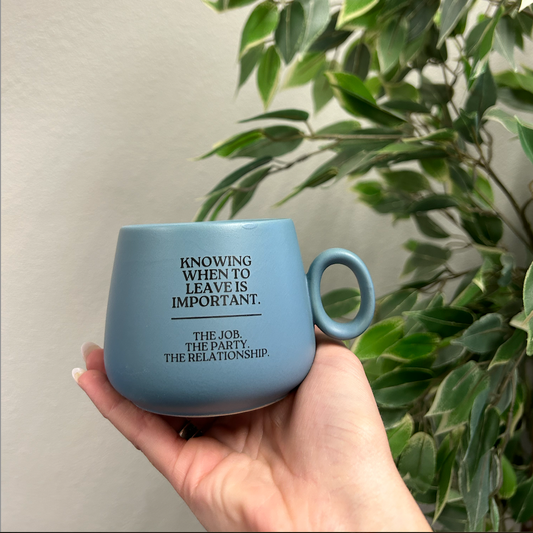 KNOWING
WHEN TO
LEAVE IS
IMPORTANT.
THE JOB.
THE PARTY.
THE RELATIONSHIP.